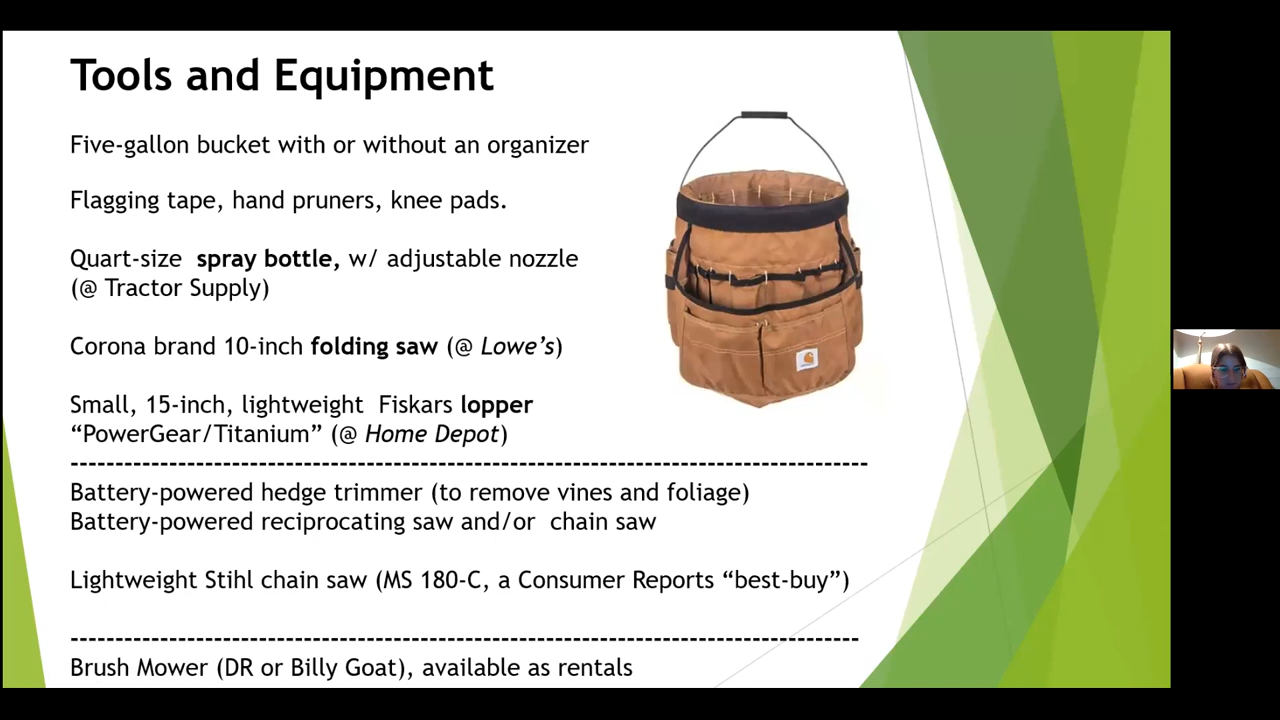 Tools and Equipment
Five-gallon bucket with or without an organizer
Flagging tape, hand pruners, knee pads.
Quart-size spray bottle, w/ adjustable nozzle
(@ Tractor Supply)
Corona brand 10-inch folding saw (@ Lowe’s)
Small, 15-inch, lightweight Fiskars lopper
“PowerGear/Titanium” (@ Home Depot)
Battery-powered hedge trimmer (to remove vines and foliage)
Battery-powered reciprocating saw and/or chain saw
Lightweight Stihl chain saw (MS 180-C, a Consumer Reports “best-buy”)
Brush Mower (DR or Billy Goat), available as rentals